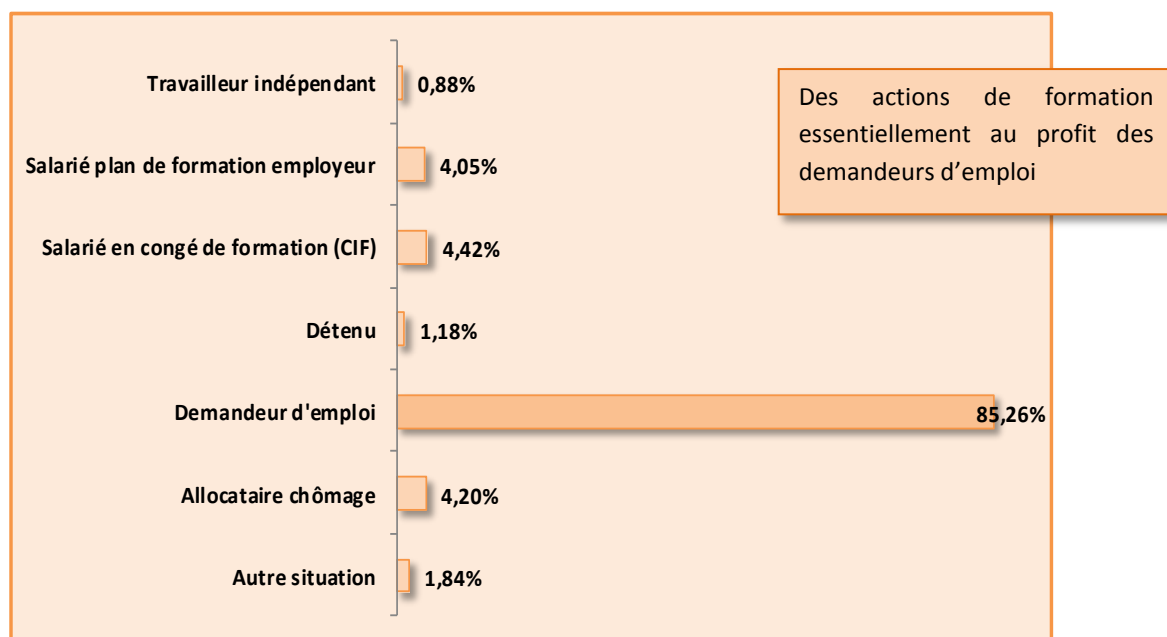 Travailleur indépendant
0,88%
Des actions de formation
essentiellement au profit des
demandeurs d’emploi
Salarié plan de formation employeur
4,05%
Salarié en congé de formation (CIF)
4,42%
Détenu
1,18%
Demandeur d'emploi
85,26%
Allocataire chômage
4,20%
Autre situation
1,84%